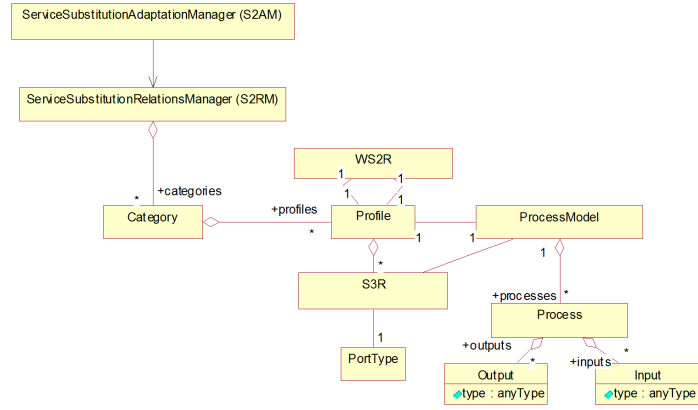 ServiceSubstitutionAdaptationManager (S2AM)
ServiceSubstitutionRelationsManager (S2RM)
WS2R
1
1
1
1
+categories
*
Category
+profiles
*
Profile
1
1
ProcessModel
1
*
S3R
+processes
*
Process
1
PortType
+outputs
*
+inputs
*
Output
type : anyType
Input
type : anyType